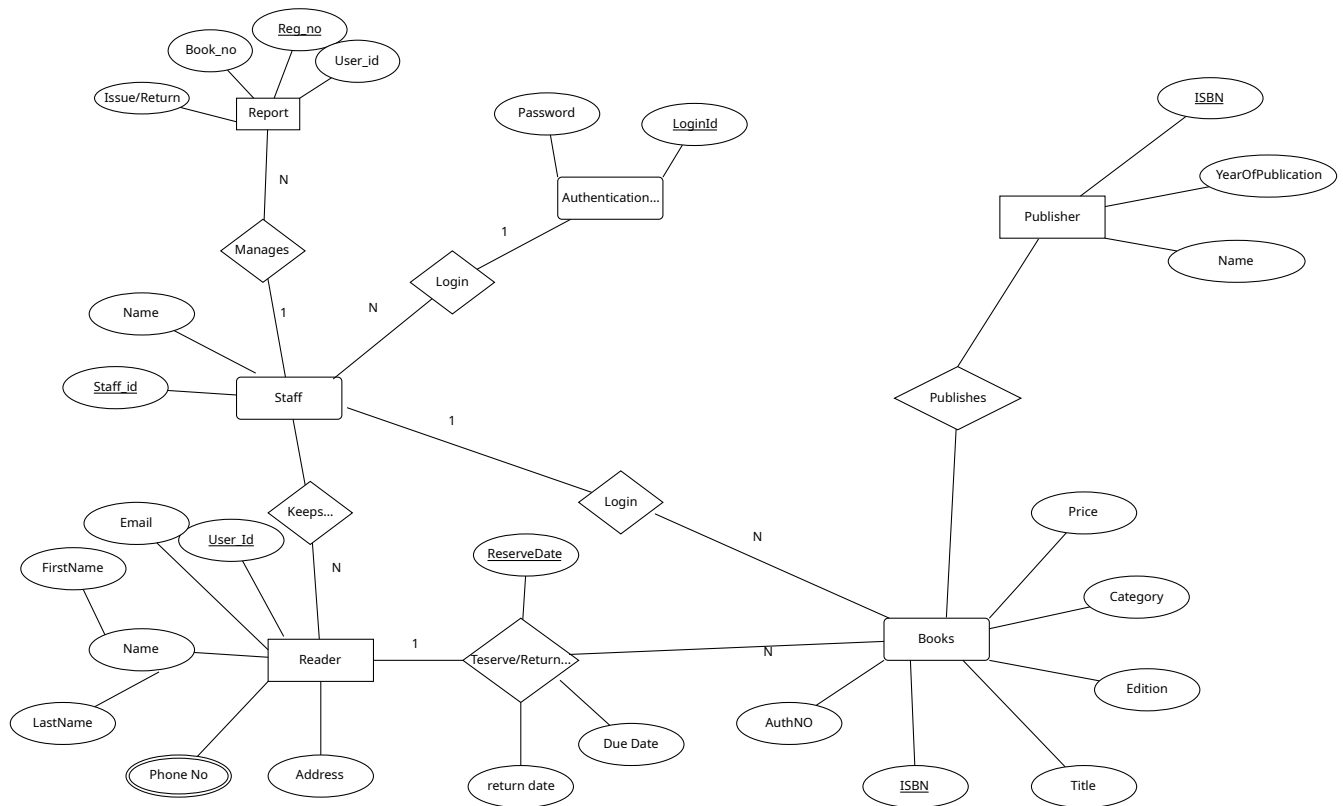 Reg_no
Book_no
User_id
Issue/Return
Report
ISBN
Password
LoginId
YearOfPublication
N
Authentication...
Publisher
1
Manages
Name
Login
N
1
Name
Staff_id
Staff
Publishes
1
Login
Keeps...
Price
Email
User_Id
N
ReserveDate
FirstName
N
Category
Name
1
Books
Reader
Teserve/Return...
N
Edition
LastName
AuthNO
Due Date
Phone No
Address
return date
ISBN
Title